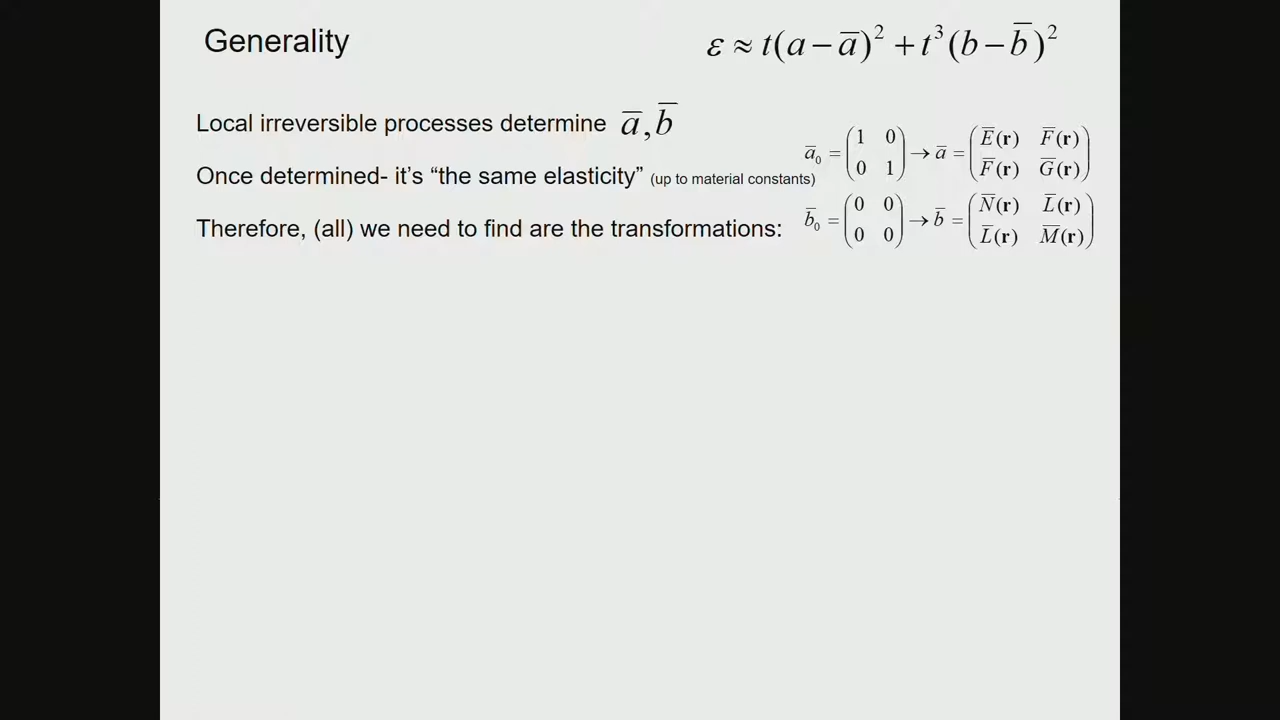 Generality
ε ≈ t(a − a̅)² + t³(b − b̅)²
Local irreversible processes determine a̅, b̅
Once determined- it’s “the same elasticity” (up to material constants)
Therefore, (all) we need to find are the transformations:
a̅₀ = (1 0; 0 1) → a̅ = (E̅(r) F̅(r); F̅(r) G̅(r))
b̅₀ = (0 0; 0 0) → b̅ = (N̅(r) L̅(r); L̅(r) M̅(r))